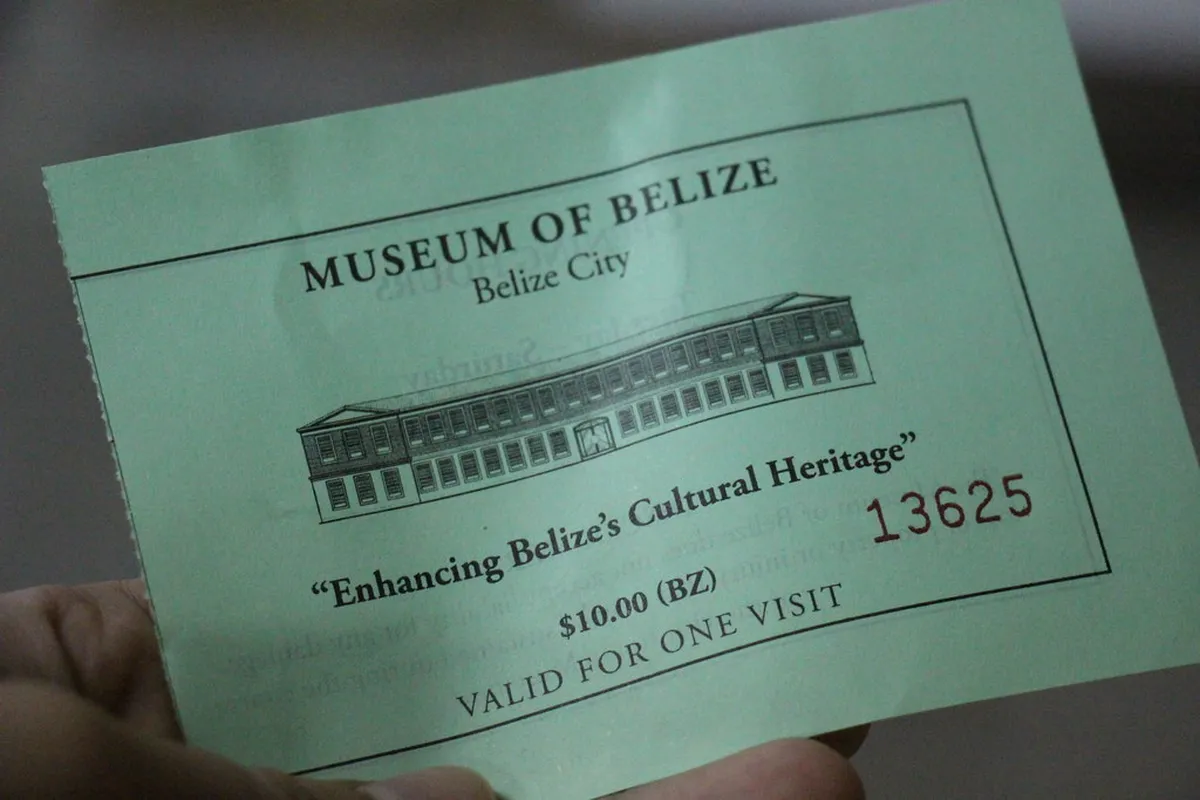 MUSEUM OF BELIZE
Belize City
“Enhancing Belize’s Cultural Heritage”
13625
$10.00 (BZ)
VALID FOR ONE VISIT